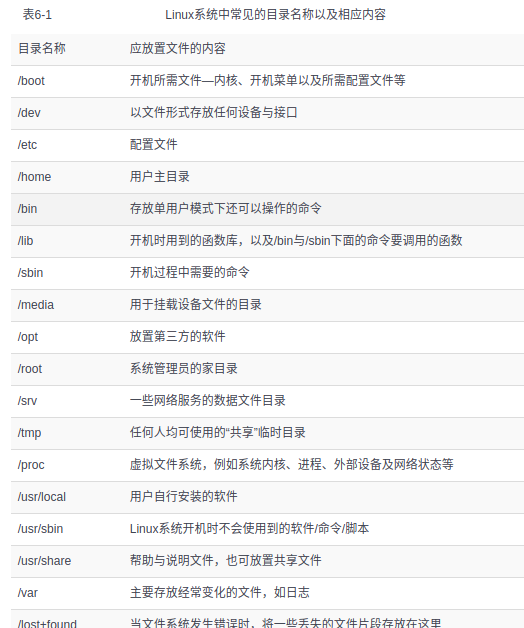 表6-1 Linux系统中常见的目录名称以及相应内容
目录名称 应放置文件的内容
/boot 开机所需文件—内核、开机菜单以及所需配置文件等
/dev 以文件形式存放任何设备与接口
/etc 配置文件
/home 用户主目录
/bin 存放单用户模式下还可以操作的命令
/lib 开机时用到的函数库，以及/bin与/sbin下面的命令要调用的函数
/sbin 开机过程中需要的命令
/media 用于挂载设备文件的目录
/opt 放置第三方的软件
/root 系统管理员的家目录
/srv 一些网络服务的数据文件目录
/tmp 任何人均可使用的“共享”临时目录
/proc 虚拟文件系统，例如系统内核、进程、外部设备及网络状态等
/usr/local 用户自行安装的软件
/usr/sbin Linux系统开机时不会使用到的软件/命令/脚本
/usr/share 帮助与说明文件，也可放置共享文件
/var 主要存放经常变化的文件，如日志
/lost+found 当文件系统发生错误时，将一些丢失的文件片段存放在这里